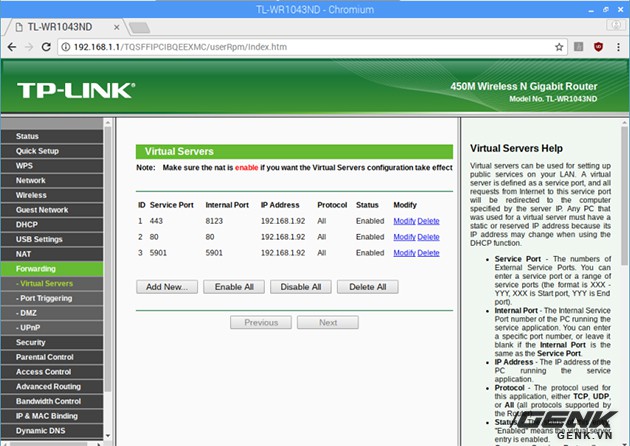 TL-WR1043ND - Chromium
TL-WR1043ND
192.168.1.1/TQSFFIPCIBQEEXMC/userRpm/Index.htm
TP-LINK®
450M Wireless N Gigabit Router
Model No. TL-WR1043ND
Status
Quick Setup
WPS
Network
Wireless
Guest Network
DHCP
USB Settings
NAT
Forwarding
- Virtual Servers
- Port Triggering
- DMZ
- UPnP
Security
Parental Control
Access Control
Advanced Routing
Bandwidth Control
IP & MAC Binding
Dynamic DNS
Virtual Servers
Note: Make sure the nat is enable if you want the Virtual Servers configuration take effect
ID Service Port Internal Port IP Address Protocol Status Modify
1 443 8123 192.168.1.92 All Enabled Modify Delete
2 80 80 192.168.1.92 All Enabled Modify Delete
3 5901 5901 192.168.1.92 All Enabled Modify Delete
Add New... Enable All Disable All Delete All
Previous Next
Virtual Servers Help
Virtual servers can be used for setting up
public services on your LAN. A virtual
server is defined as a service port, and all
requests from Internet to this service port
will be redirected to the computer
specified by the server IP. Any PC that
was used for a virtual server must have a
static or reserved IP address because its
IP address may change when using the
DHCP function.
• Service Port - The numbers of
External Service Ports. You can
enter a service port or a range of
service ports (the format is XXX -
YYY, XXX is Start port, YYY is End
port).
• Internal Port - The Internal Service
Port number of the PC running the
service application. You can enter
a specific port number, or leave it
blank if the Internal Port is the
same as the Service Port.
• IP Address - The IP address of the
PC running the service
application.
• Protocol - The protocol used for
this application, either TCP, UDP,
or All (all protocols supported by
the
• Status
"Enabled" means the virtual server
entry is enabled.
GENK
GENK.VN